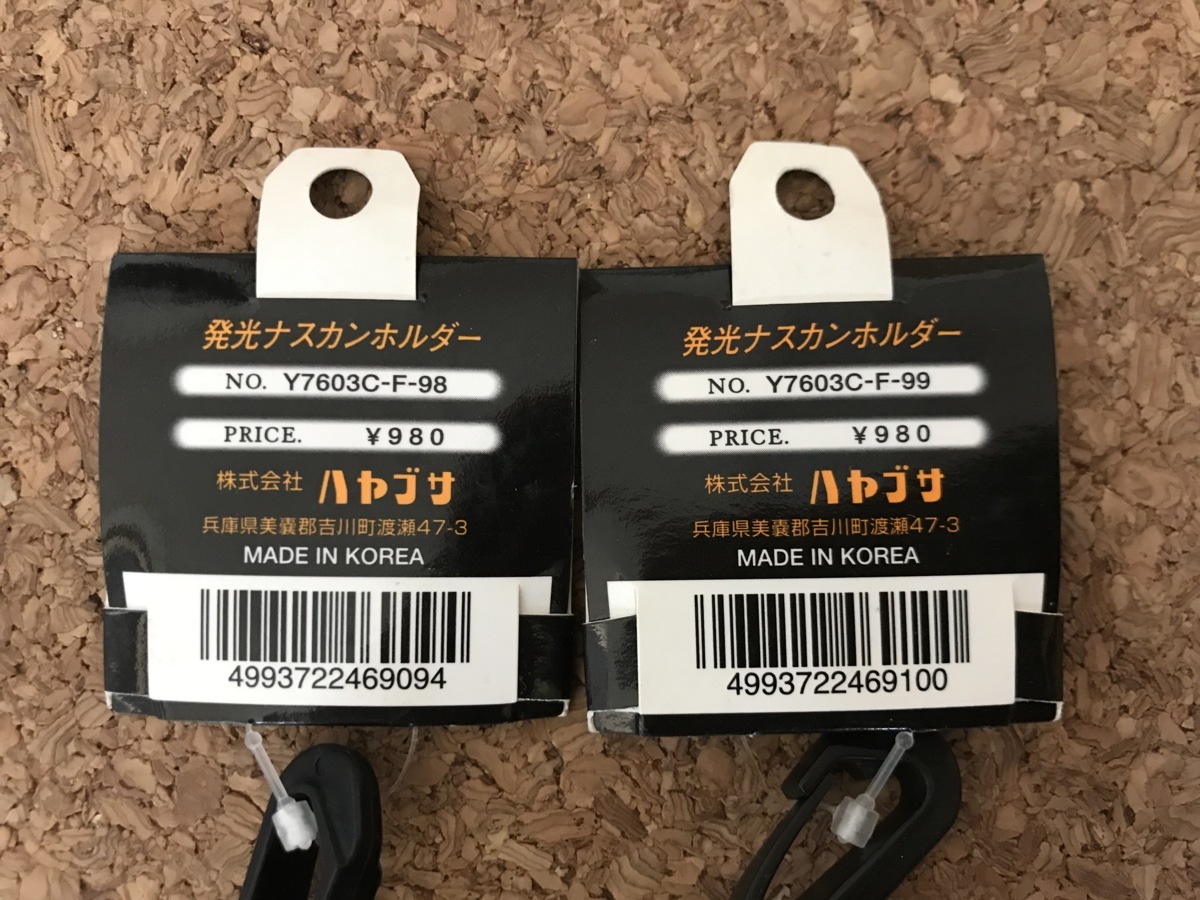 発光ナスカンホルダー
NO. Y7603C-F-98
PRICE. ¥980
株式会社 ハヤブサ
兵庫県美嚢郡吉川町渡瀬47-3
MADE IN KOREA
4993722469094
発光ナスカンホルダー
NO. Y7603C-F-99
PRICE. ¥980
株式会社 ハヤブサ
兵庫県美嚢郡吉川町渡瀬47-3
MADE IN KOREA
4993722469100